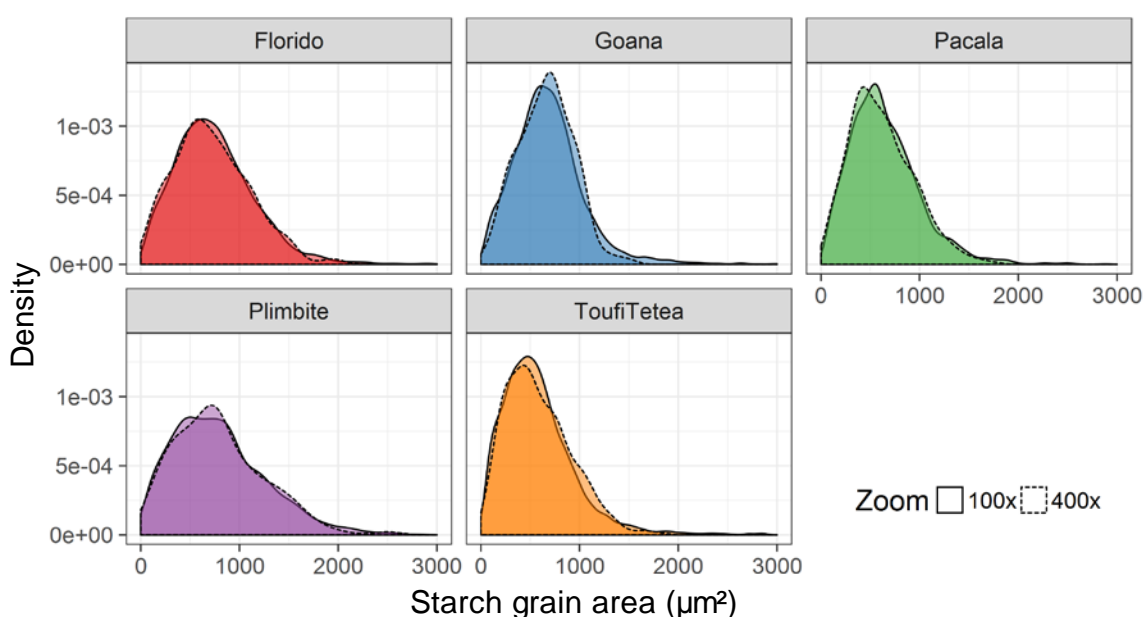 Florido
Goana
Pacala
1e-03
5e-04
0e+00
0 1000 2000 3000
Plimbite
ToufiTetea
1e-03
5e-04
0e+00
0 1000 2000 3000
0 1000 2000 3000
Density
Starch grain area (µm²)
Zoom 100x 400x